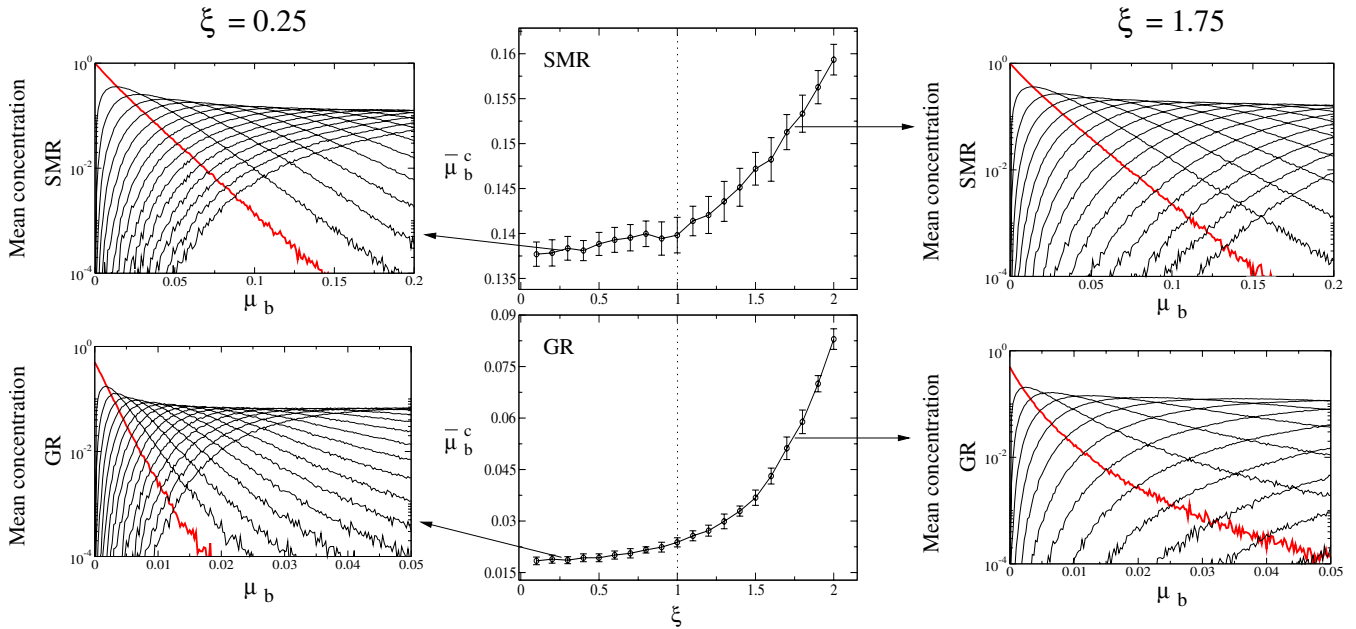 ξ = 0.25
ξ = 1.75
Mean concentration
SMR
10^0
10^-2
10^-4
0
0.05
0.1
0.15
0.2
μ_b
SMR
0.16
0.155
0.15
0.145
0.14
0.135
μ̄_b^c
0
0.5
1
1.5
2
Mean concentration
SMR
10^0
10^-2
10^-4
0
0.05
0.1
0.15
0.2
μ_b
Mean concentration
GR
10^0
10^-2
10^-4
0
0.01
0.02
0.03
0.04
0.05
μ_b
GR
0.09
0.075
0.06
0.045
0.03
0.015
μ̄_b^c
0
0.5
1
1.5
2
ξ
Mean concentration
GR
10^0
10^-2
10^-4
0
0.01
0.02
0.03
0.04
0.05
μ_b